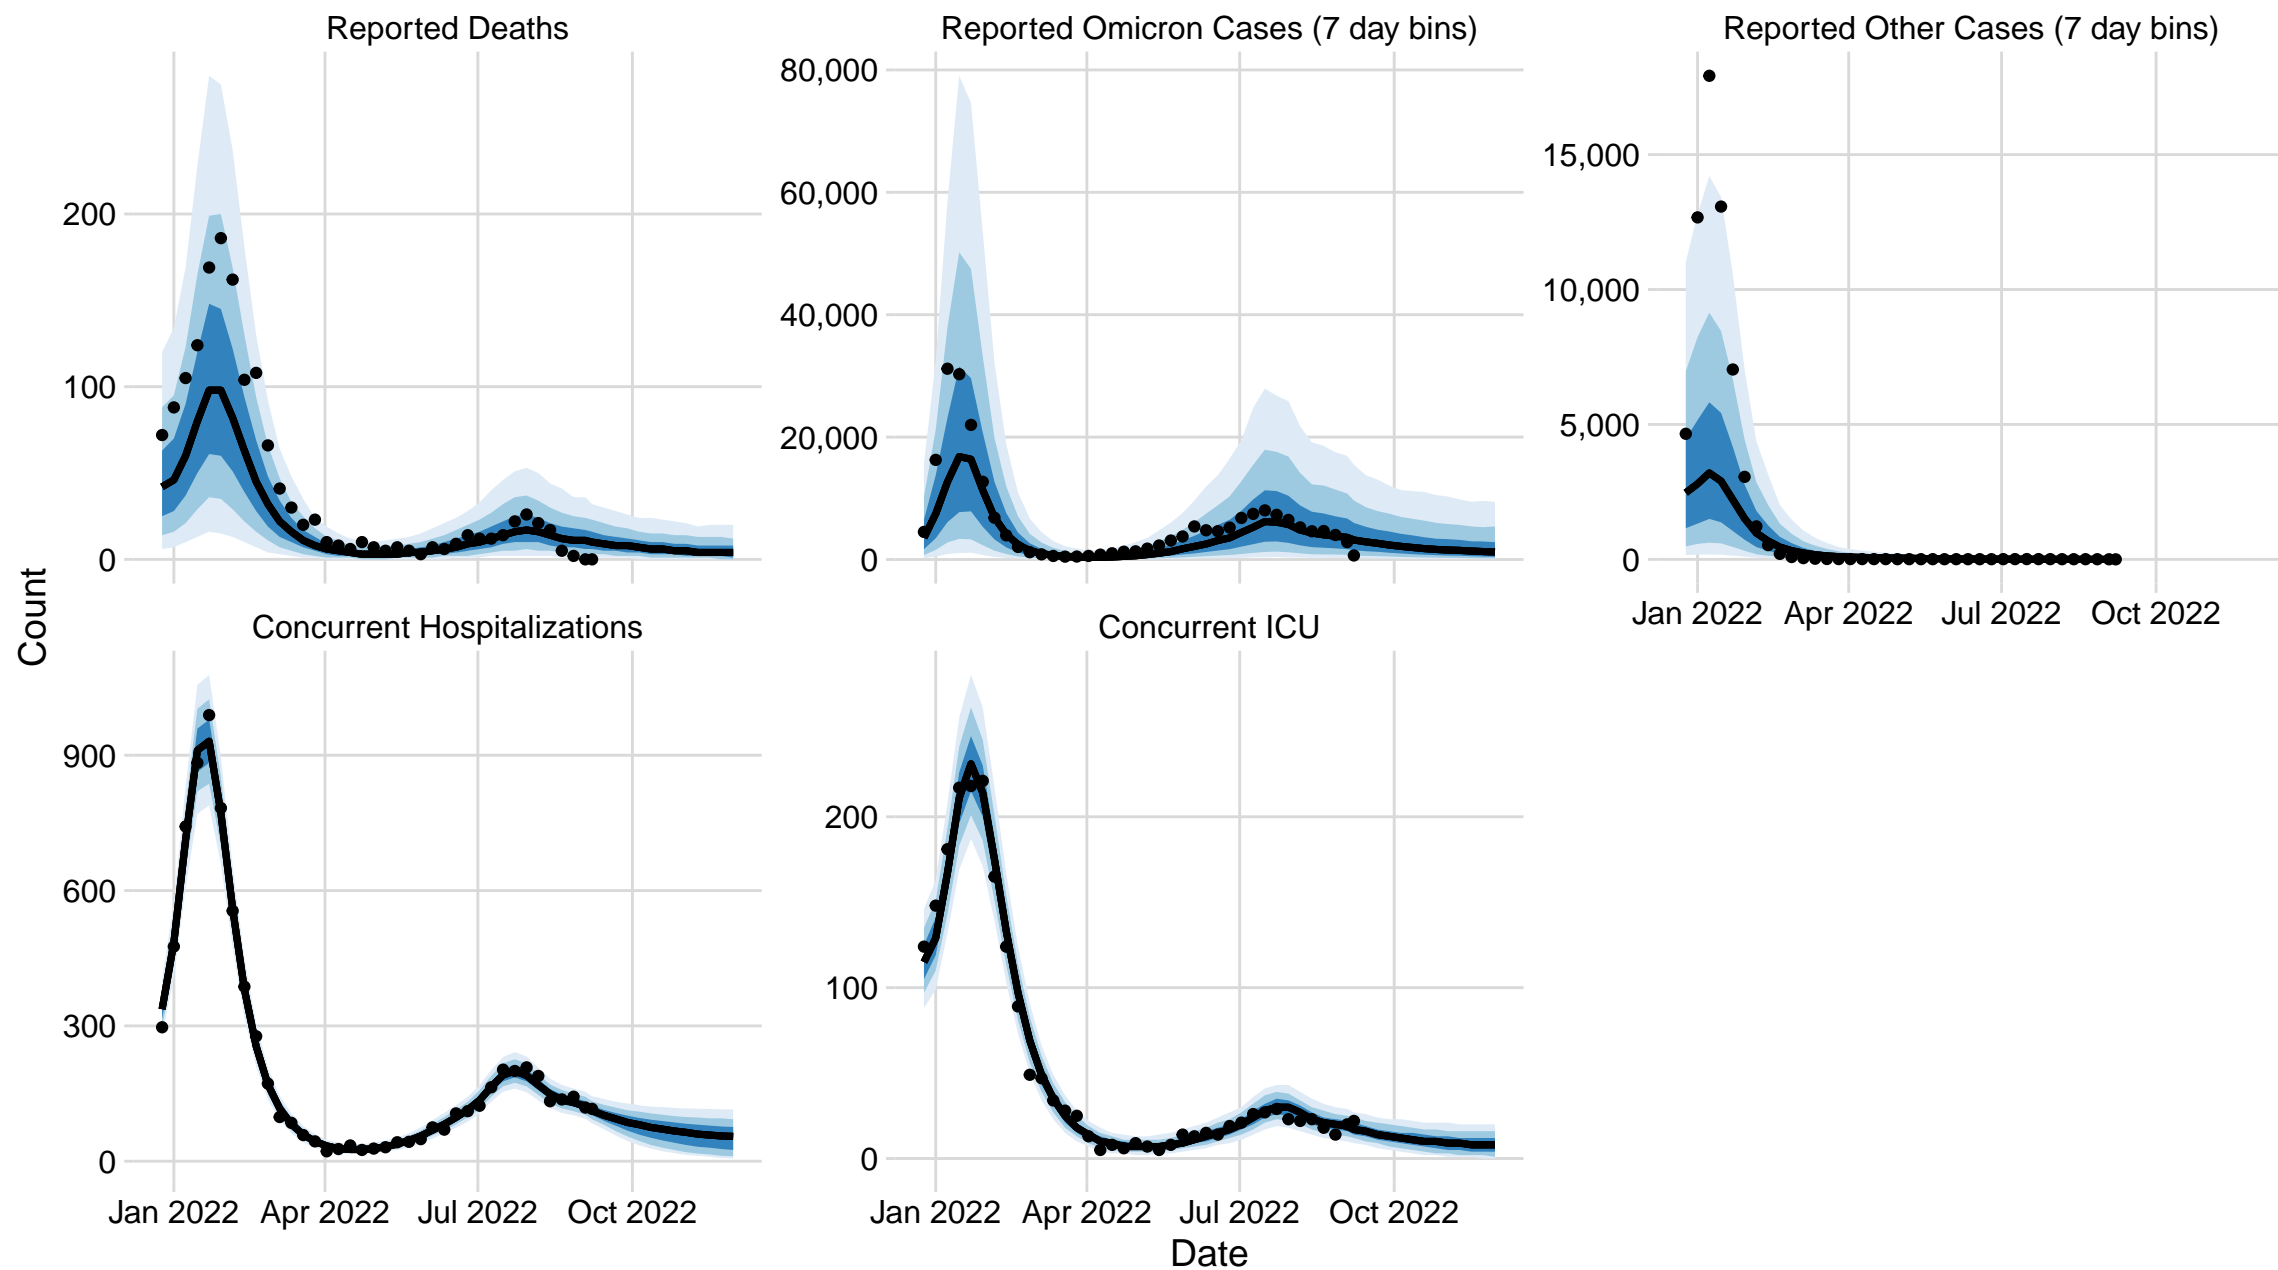 Reported Deaths
Reported Omicron Cases (7 day bins)
Reported Other Cases (7 day bins)
200
100
0
80,000
60,000
40,000
20,000
0
15,000
10,000
5,000
0
Jan 2022 Apr 2022 Jul 2022 Oct 2022
Count
Concurrent Hospitalizations
Concurrent ICU
900
600
300
0
200
100
0
Jan 2022 Apr 2022 Jul 2022 Oct 2022
Jan 2022 Apr 2022 Jul 2022 Oct 2022
Date